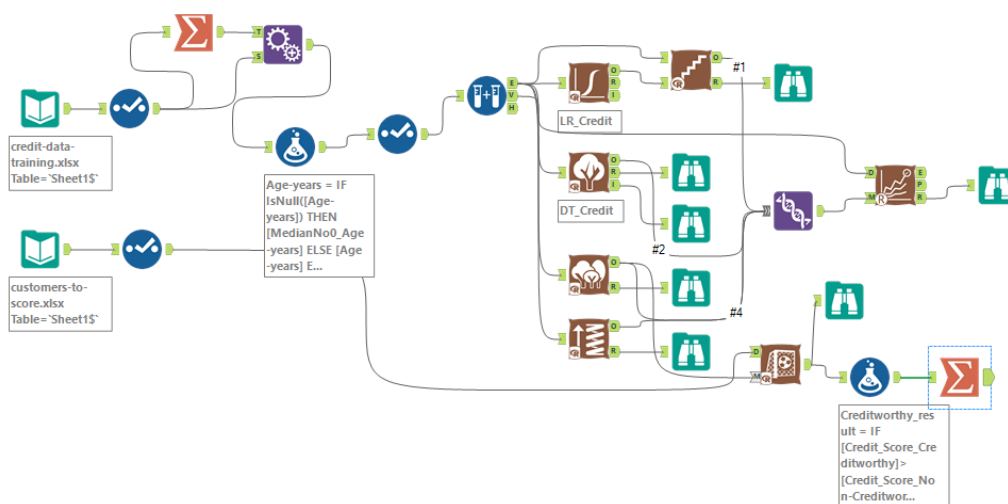 T
S
credit-data-
training.xlsx
Table=`Sheet1$`
customers-to-
score.xlsx
Table=`Sheet1$`
Age-years = IF
IsNull([Age-
years]) THEN
[MedianNo0_Age
-years] ELSE [Age
-years] E...
E
V
H
O
R
I
LR_Credit
O
R
#1
O
R
I
DT_Credit
#2
O
R
#4
O
R
D
M
E
P
R
D
M
Creditworthy_res
ult = IF
[Credit_Score_Cre
ditworthy]>
[Credit_Score_No
n-Creditwor...